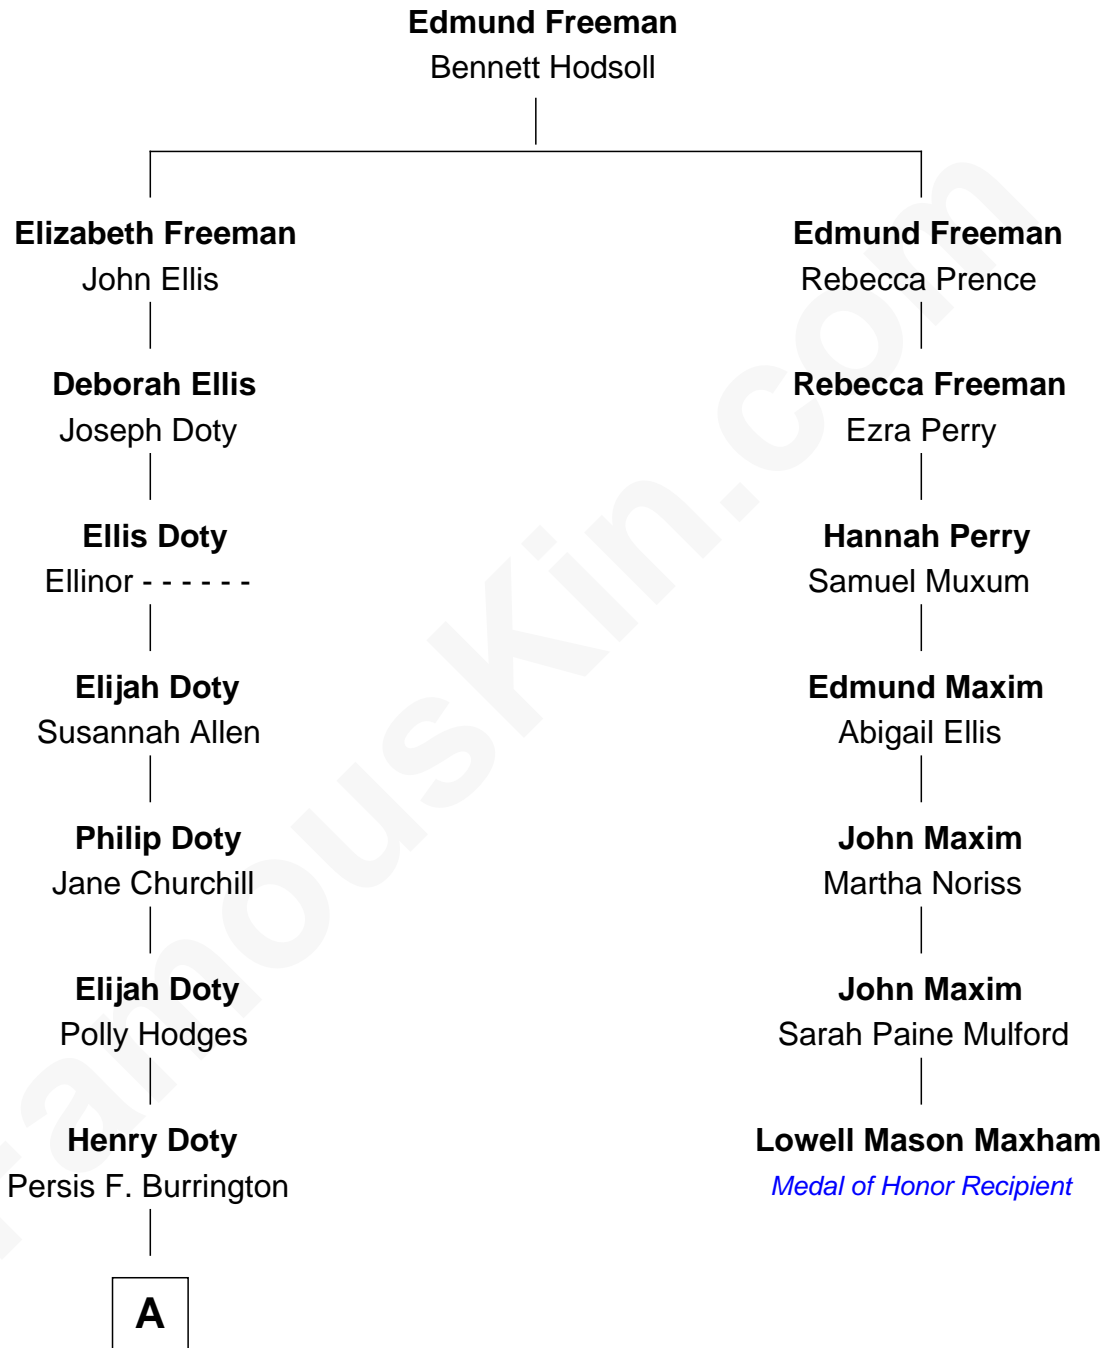 Edmund Freeman
Bennett Hodsoll
Elizabeth Freeman
John Ellis
Deborah Ellis
Joseph Doty
Ellis Doty
Ellinor - - - - - -
Elijah Doty
Susannah Allen
Philip Doty
Jane Churchill
Elijah Doty
Polly Hodges
Henry Doty
Persis F. Burrington
A
Edmund Freeman
Rebecca Prence
Rebecca Freeman
Ezra Perry
Hannah Perry
Samuel Muxum
Edmund Maxim
Abigail Ellis
John Maxim
Martha Noriss
John Maxim
Sarah Paine Mulford
Lowell Mason Maxham
Medal of Honor Recipient
FamousKin.com